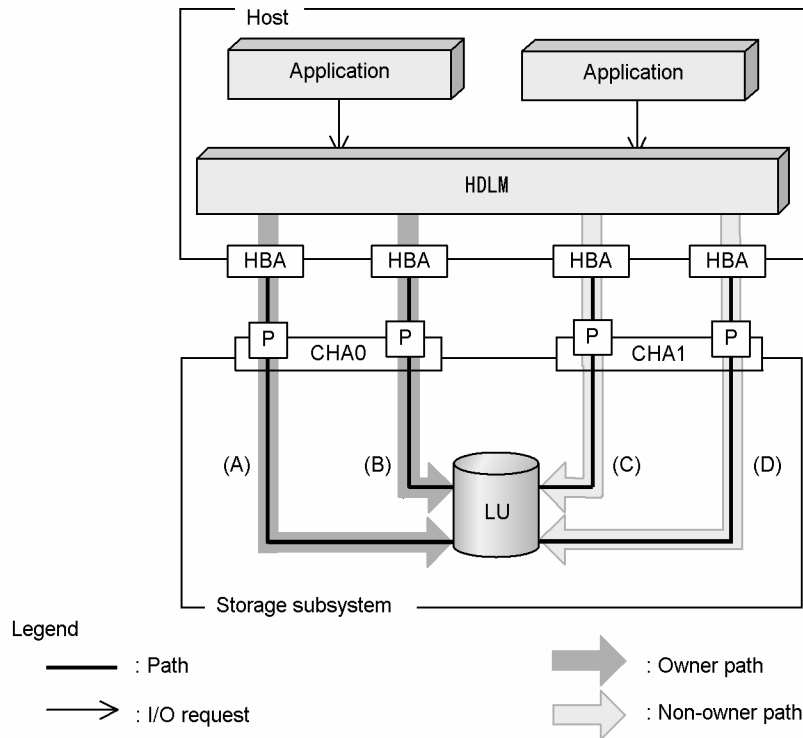 Host
Application
Application
HDLM
HBA
HBA
HBA
HBA
P
P
P
P
CHA0
CHA1
(A)
(B)
(C)
(D)
LU
Storage subsystem
Legend
: Path
: Owner path
: I/O request
: Non-owner path